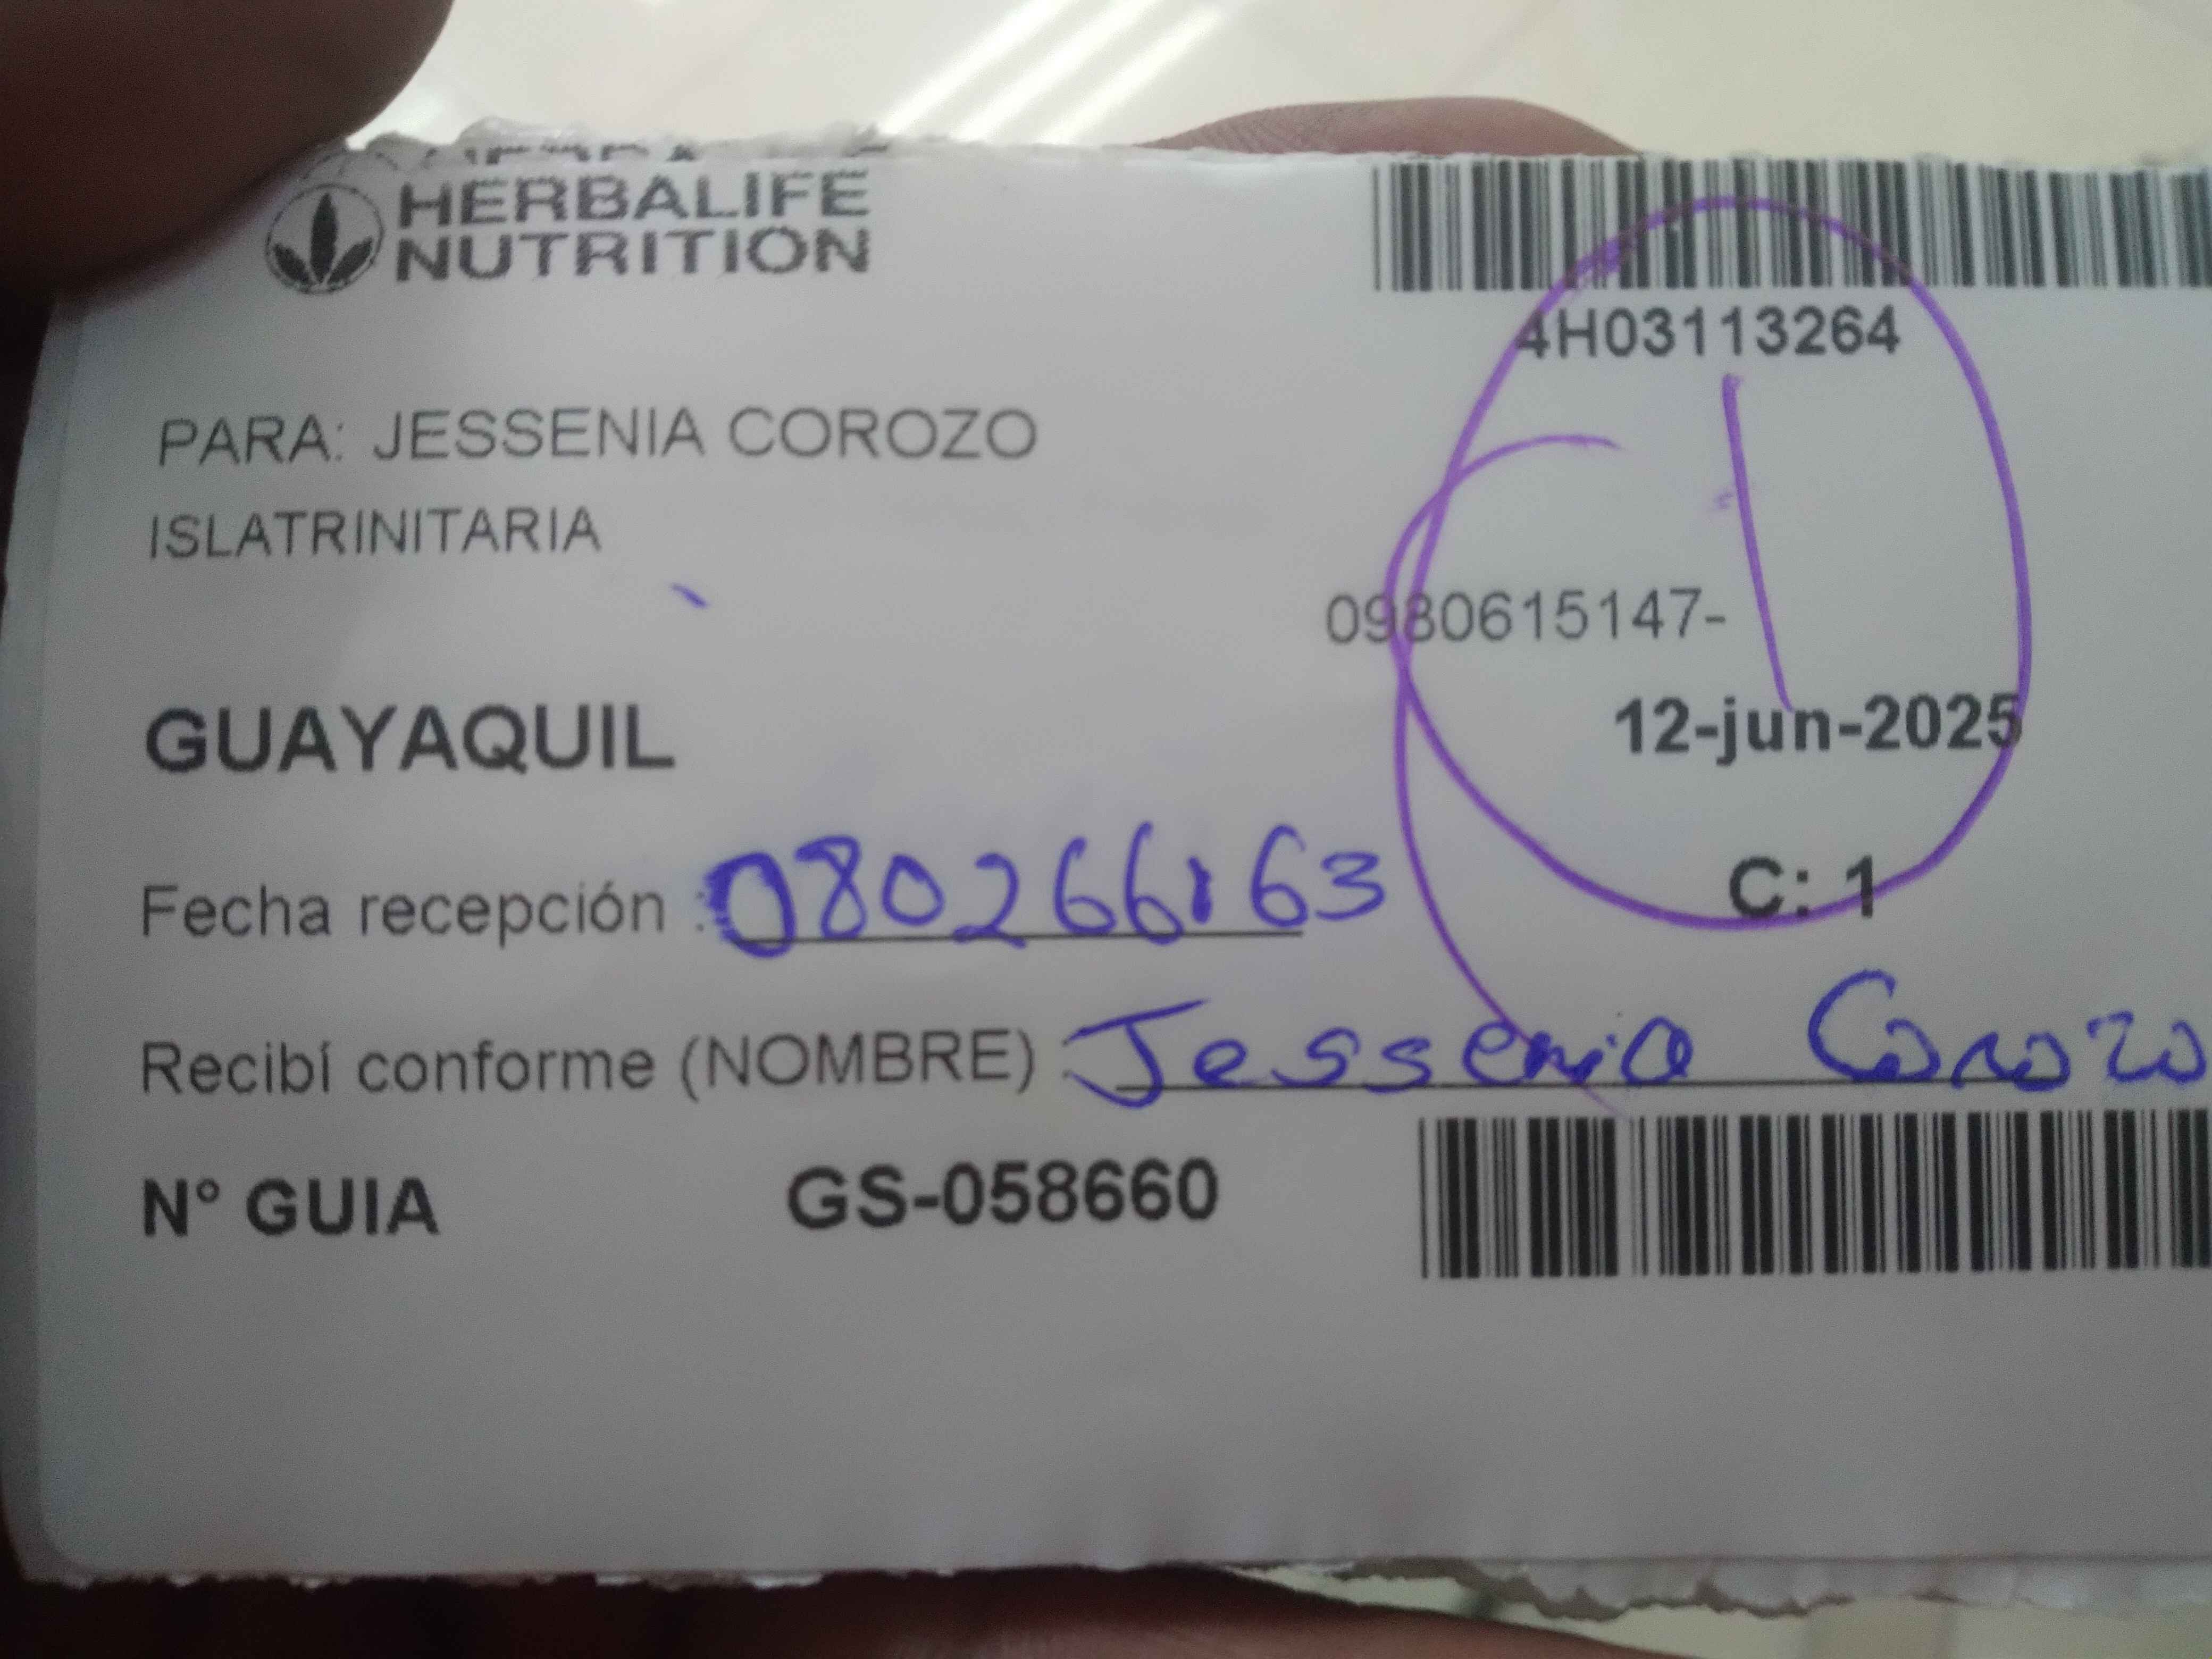 HERBALIFE
NUTRITION
4H03113264
PARA: JESSENIA COROZO
ISLATRINITARIA
0980615147-
GUAYAQUIL
12-jun-2025
C: 1
Fecha recepción : 080266163
Recibí conforme (NOMBRE) Jessenia Corozo
N° GUIA GS-058660